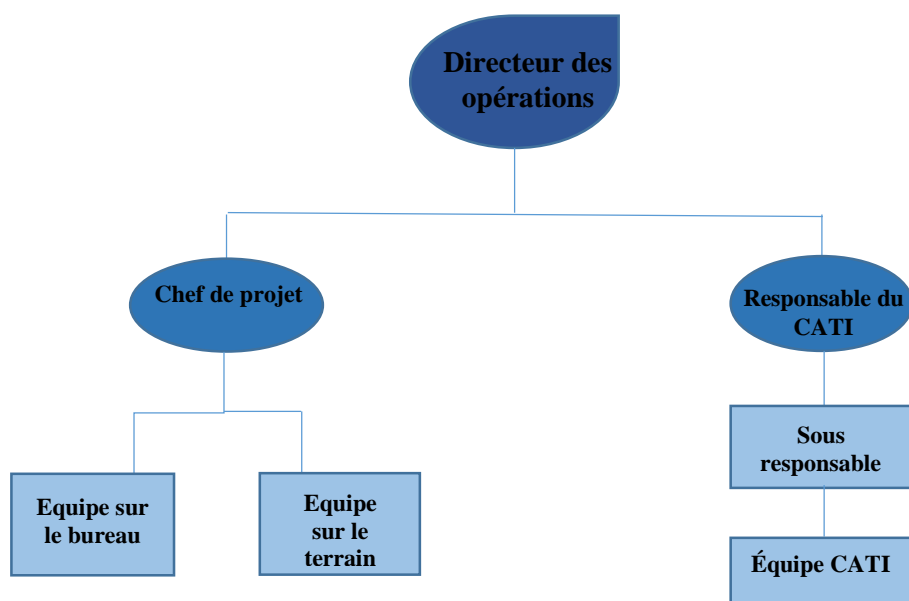 Directeur des
opérations
Chef de projet
Responsable du
CATI
Sous
responsable
Equipe sur
le bureau
Equipe
sur le
terrain
Équipe CATI